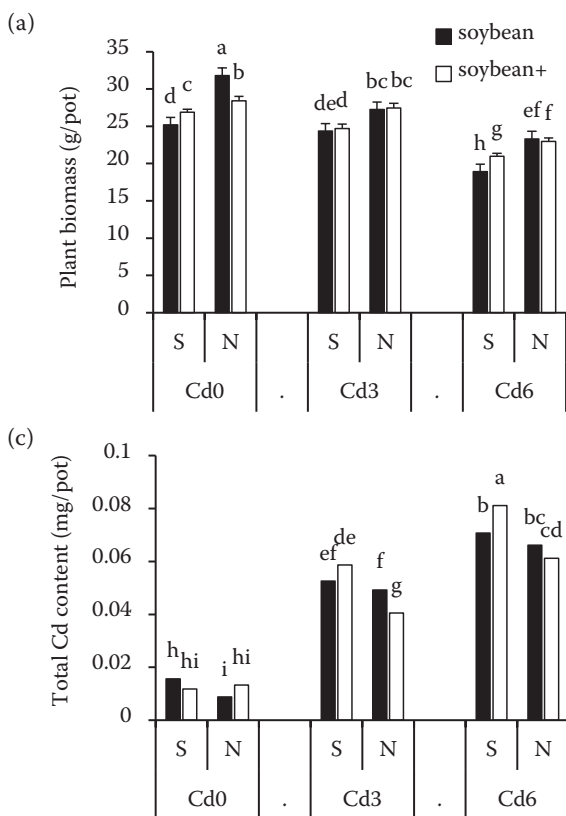 (a)
soybean
soybean+
Plant biomass (g/pot)
35
30
25
20
15
10
5
0
d c a b de d bc bc h g ef f
S N S N S N
Cd0 . Cd3 . Cd6
(c)
Total Cd content (mg/pot)
0.1
0.08
0.06
0.04
0.02
0
h hi i hi ef de f g b a bc cd
S N S N S N
Cd0 . Cd3 . Cd6